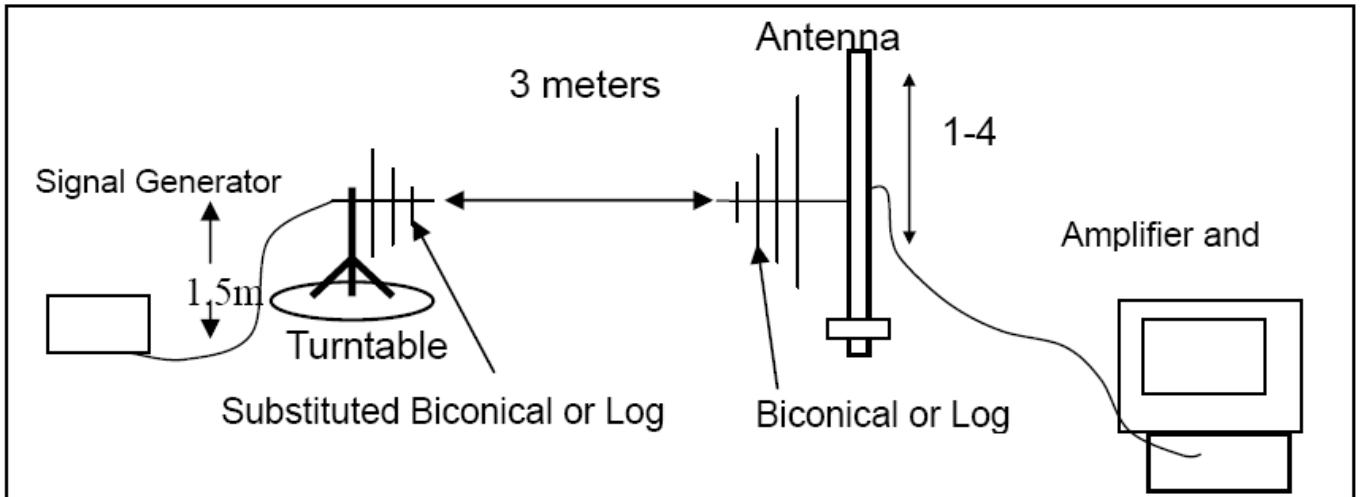 Antenna
3 meters
1-4
Signal Generator
Amplifier and
1.5m
Turntable
Substituted Biconical or Log
Biconical or Log